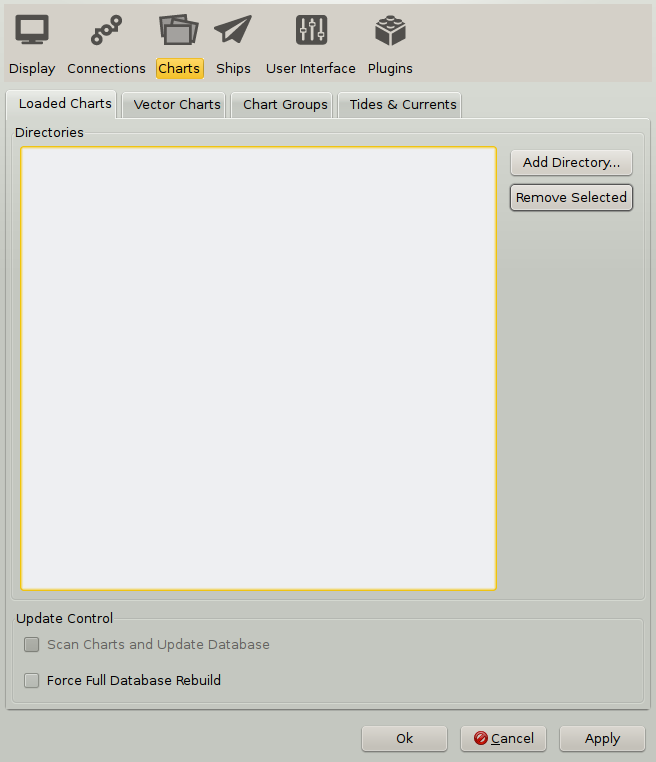 Display Connections Charts Ships User Interface Plugins
Loaded Charts Vector Charts Chart Groups Tides & Currents
Directories
Add Directory...
Remove Selected
Update Control
Scan Charts and Update Database
Force Full Database Rebuild
Ok Cancel Apply